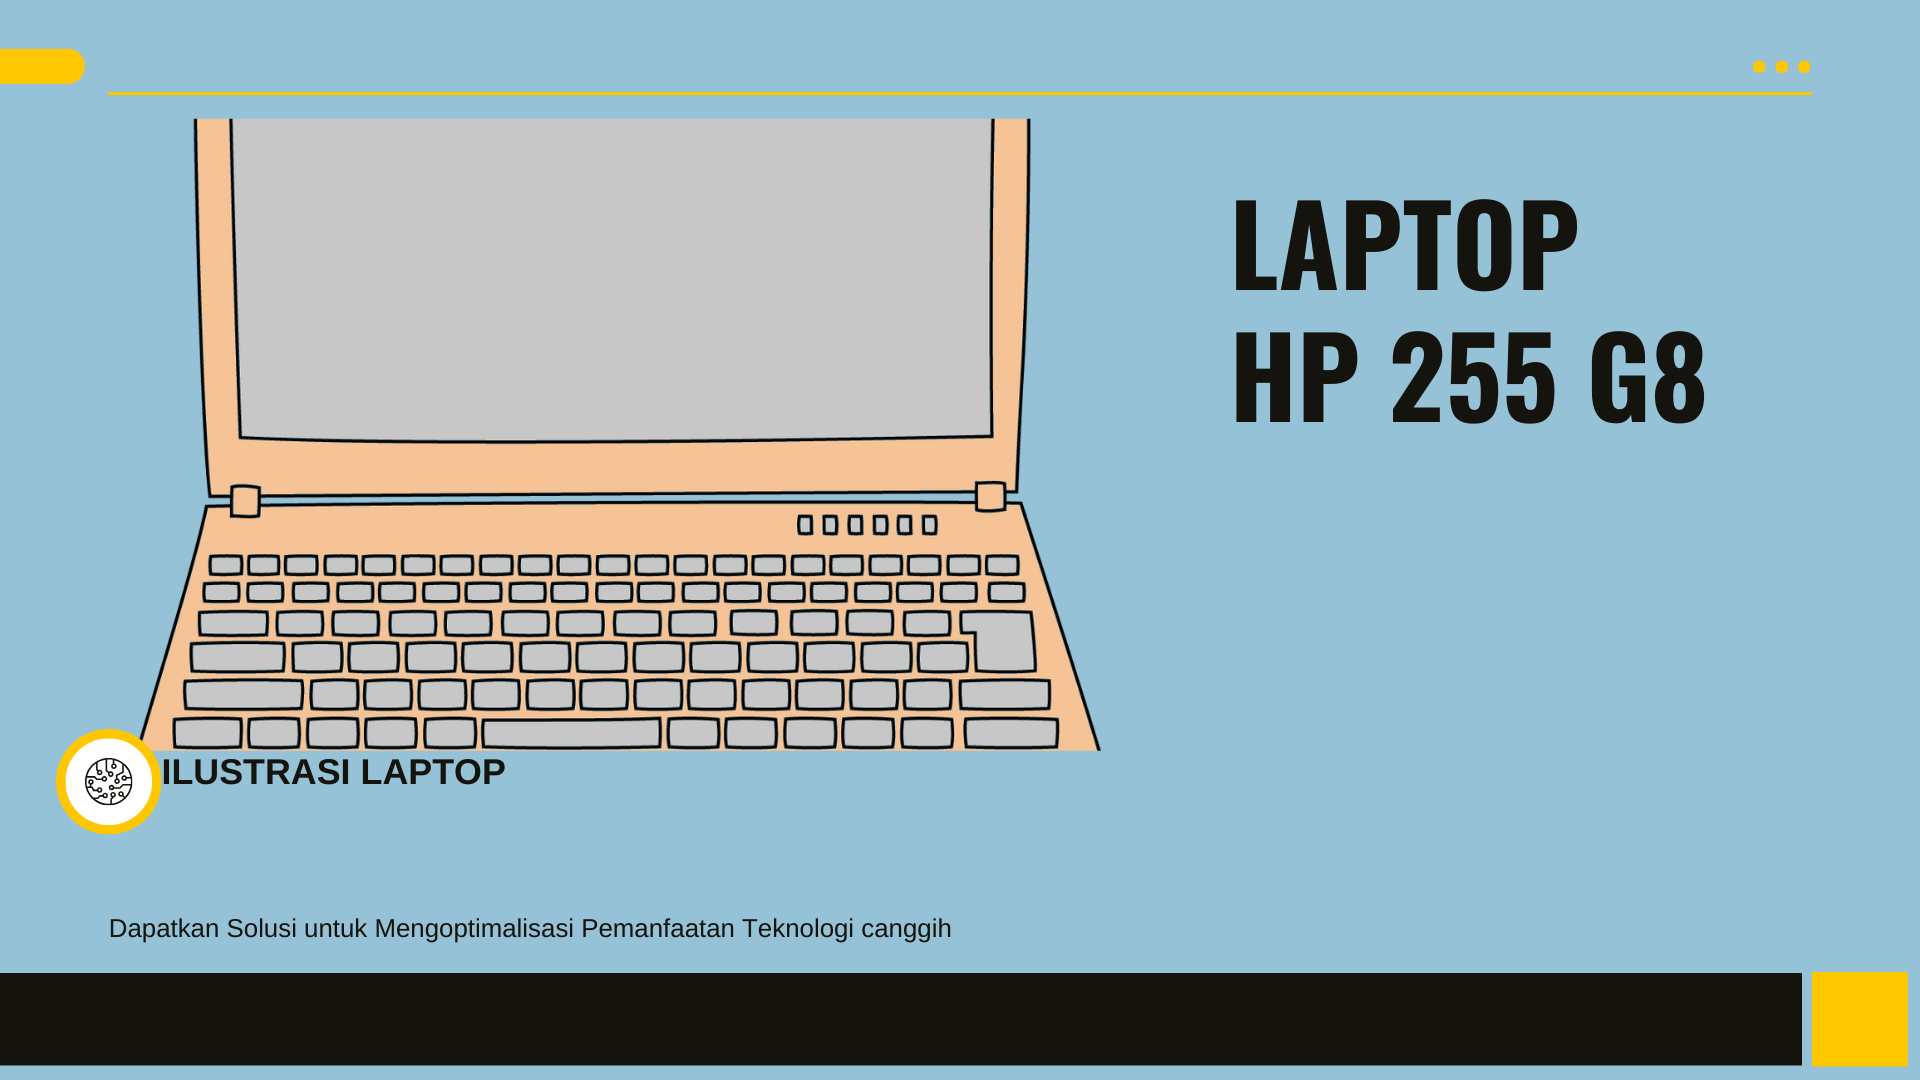 LAPTOP
HP 255 G8
ILUSTRASI LAPTOP
Dapatkan Solusi untuk Mengoptimalisasi Pemanfaatan Teknologi canggih